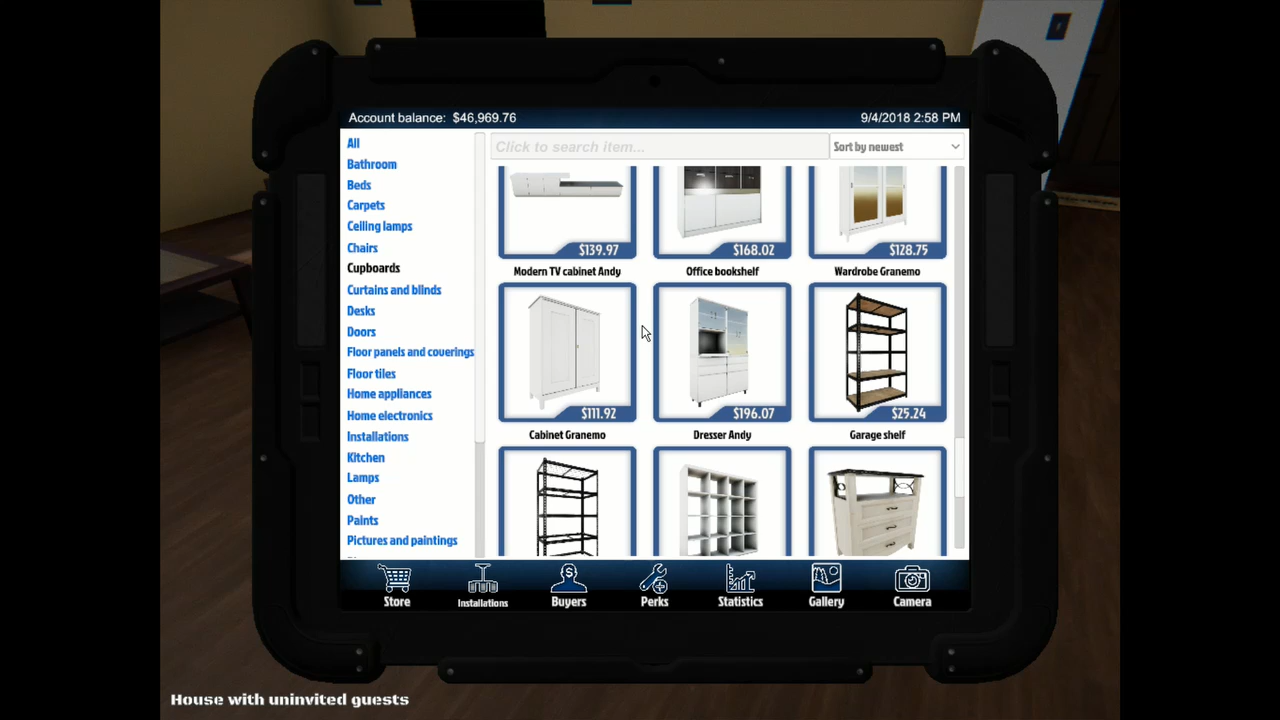 Account balance: $46,969.76
9/4/2018 2:58 PM
All
Bathroom
Beds
Carpets
Ceiling lamps
Chairs
Cupboards
Curtains and blinds
Desks
Doors
Floor panels and coverings
Floor tiles
Home appliances
Home electronics
Installations
Kitchen
Lamps
Other
Paints
Pictures and paintings
Click to search item...
Sort by newest
$139.97
$168.02
$128.75
Modern TV cabinet Andy
Office bookshelf
Wardrobe Granemo
$111.92
$196.07
$25.24
Cabinet Granemo
Dresser Andy
Garage shelf
Store
Installations
Buyers
Perks
Statistics
Gallery
Camera
House with uninvited guests